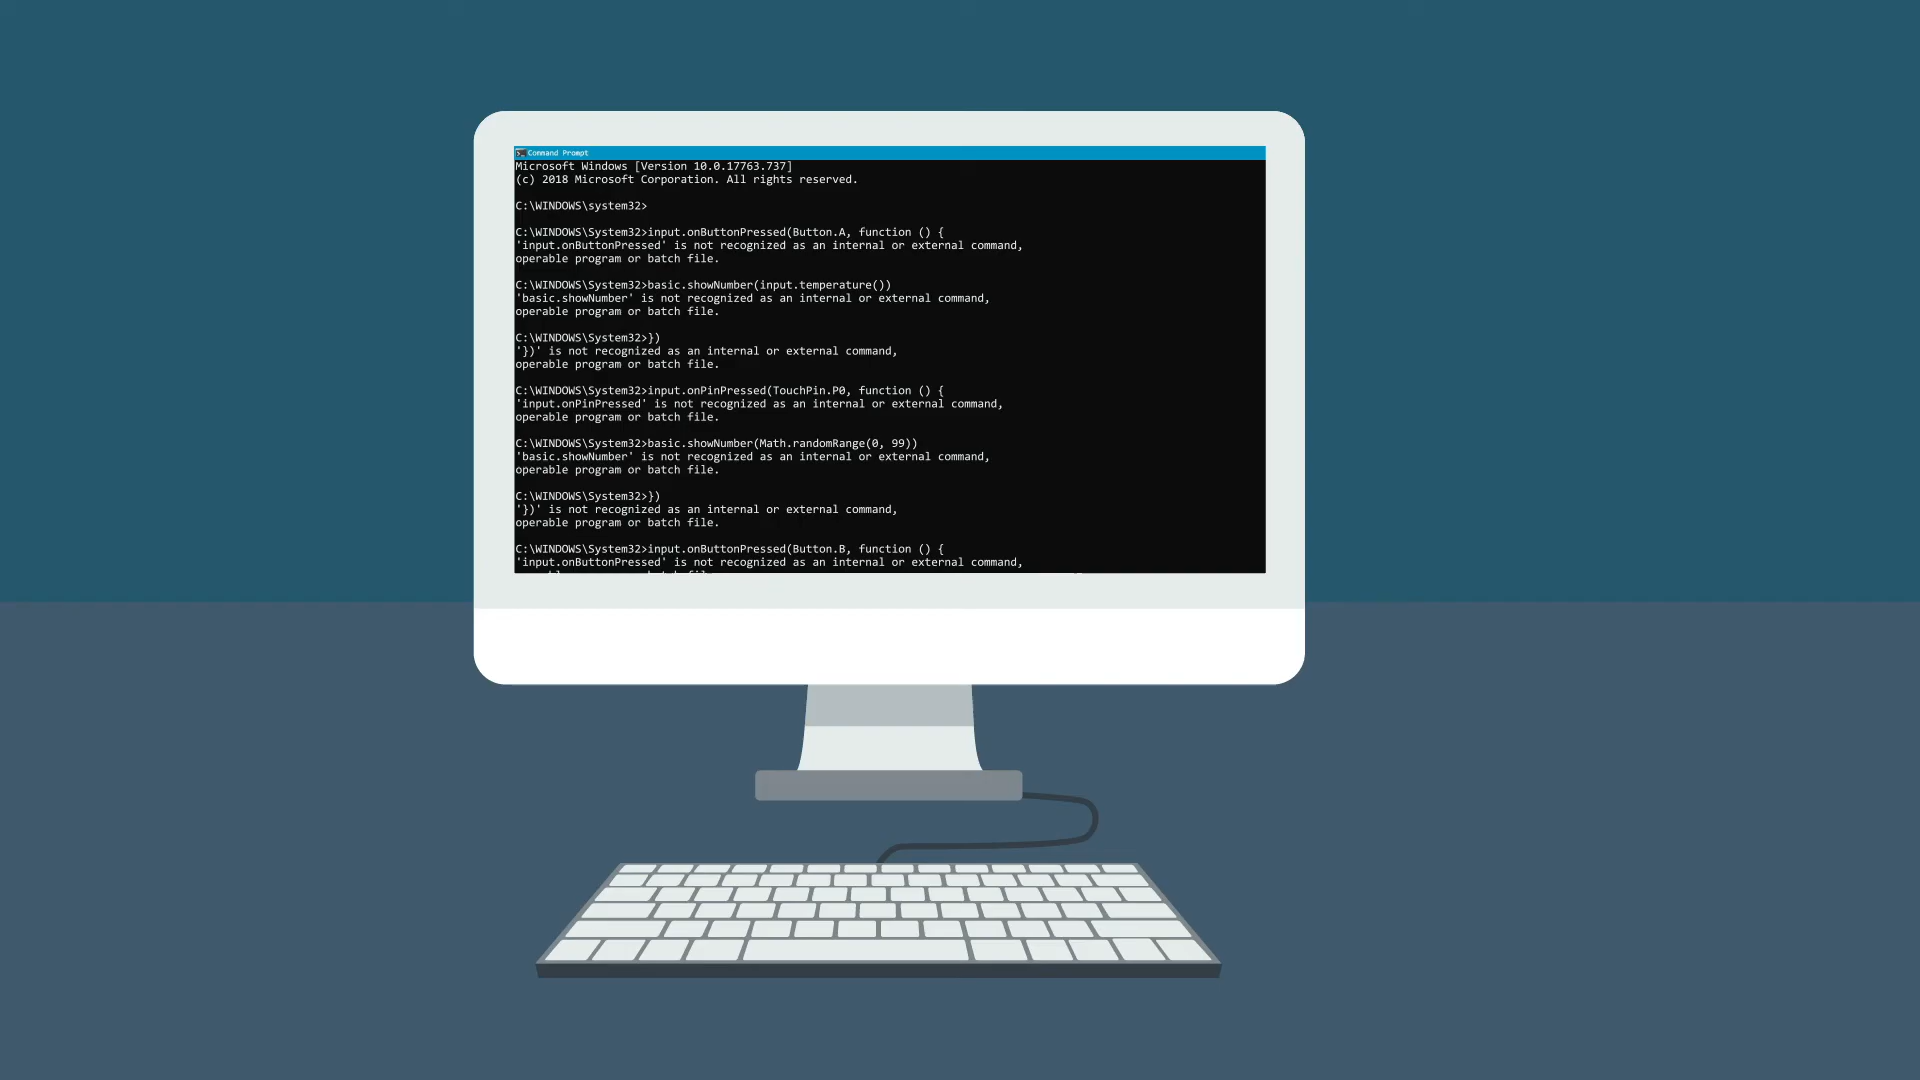 Command Prompt
Microsoft Windows [Version 10.0.17763.737]
(c) 2018 Microsoft Corporation. All rights reserved.
C:\WINDOWS\system32>
C:\WINDOWS\System32>input.onButtonPressed(Button.A, function () {
'input.onButtonPressed' is not recognized as an internal or external command,
operable program or batch file.
C:\WINDOWS\System32>basic.showNumber(input.temperature())
'basic.showNumber' is not recognized as an internal or external command,
operable program or batch file.
C:\WINDOWS\System32>})
'})' is not recognized as an internal or external command,
operable program or batch file.
C:\WINDOWS\System32>input.onPinPressed(TouchPin.P0, function () {
'input.onPinPressed' is not recognized as an internal or external command,
operable program or batch file.
C:\WINDOWS\System32>basic.showNumber(Math.randomRange(0, 99))
'basic.showNumber' is not recognized as an internal or external command,
operable program or batch file.
C:\WINDOWS\System32>})
'})' is not recognized as an internal or external command,
operable program or batch file.
C:\WINDOWS\System32>input.onButtonPressed(Button.B, function () {
'input.onButtonPressed' is not recognized as an internal or external command,